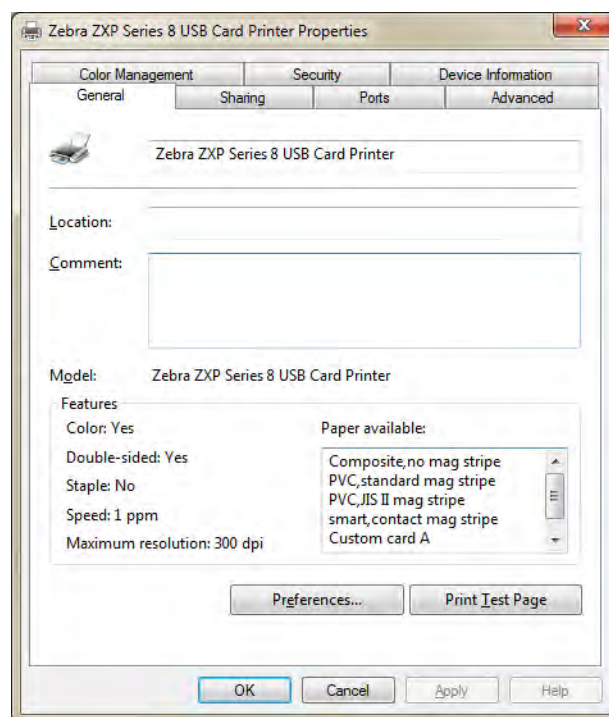 Zebra ZXP Series 8 USB Card Printer Properties
Color Management Security Device Information
General Sharing Ports Advanced
Zebra ZXP Series 8 USB Card Printer
Location:
Comment:
Model: Zebra ZXP Series 8 USB Card Printer
Features
Color: Yes
Double-sided: Yes
Staple: No
Speed: 1 ppm
Maximum resolution: 300 dpi
Paper available:
Composite,no mag stripe
PVC,standard mag stripe
PVC,JIS II mag stripe
smart,contact mag stripe
Custom card A
Preferences... Print Test Page
OK Cancel Apply Help